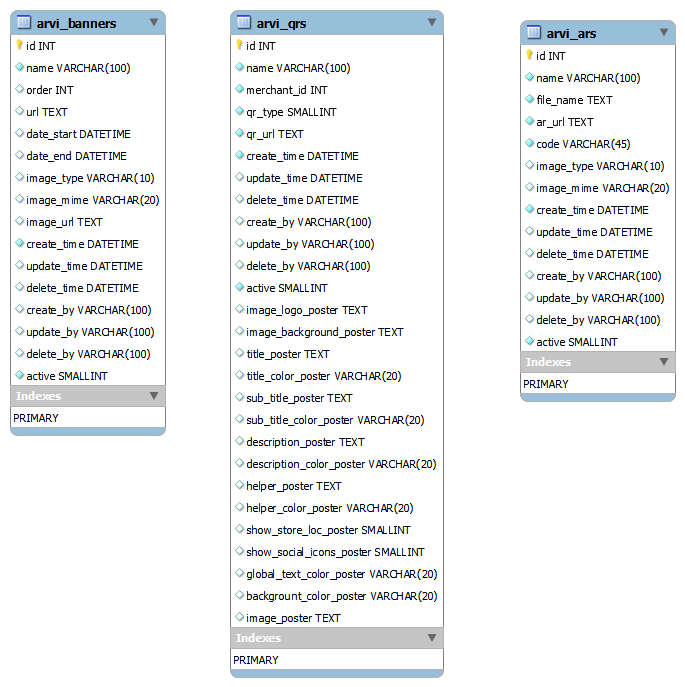 arvi_banners
id INT
name VARCHAR(100)
order INT
url TEXT
date_start DATETIME
date_end DATETIME
image_type VARCHAR(10)
image_mime VARCHAR(20)
image_url TEXT
create_time DATETIME
update_time DATETIME
delete_time DATETIME
create_by VARCHAR(100)
update_by VARCHAR(100)
delete_by VARCHAR(100)
active SMALLINT
Indexes
PRIMARY
arvi_qrs
id INT
name VARCHAR(100)
merchant_id INT
qr_type SMALLINT
qr_url TEXT
create_time DATETIME
update_time DATETIME
delete_time DATETIME
create_by VARCHAR(100)
update_by VARCHAR(100)
delete_by VARCHAR(100)
active SMALLINT
image_logo_poster TEXT
image_background_poster TEXT
title_poster TEXT
title_color_poster VARCHAR(20)
sub_title_poster TEXT
sub_title_color_poster VARCHAR(20)
description_poster TEXT
description_color_poster VARCHAR(20)
helper_poster TEXT
helper_color_poster VARCHAR(20)
show_store_loc_poster SMALLINT
show_social_icons_poster SMALLINT
global_text_color_poster VARCHAR(20)
backgrount_color_poster VARCHAR(20)
image_poster TEXT
Indexes
PRIMARY
arvi_ars
id INT
name VARCHAR(100)
file_name TEXT
ar_url TEXT
code VARCHAR(45)
image_type VARCHAR(10)
image_mime VARCHAR(20)
create_time DATETIME
update_time DATETIME
delete_time DATETIME
create_by VARCHAR(100)
update_by VARCHAR(100)
delete_by VARCHAR(100)
active SMALLINT
Indexes
PRIMARY